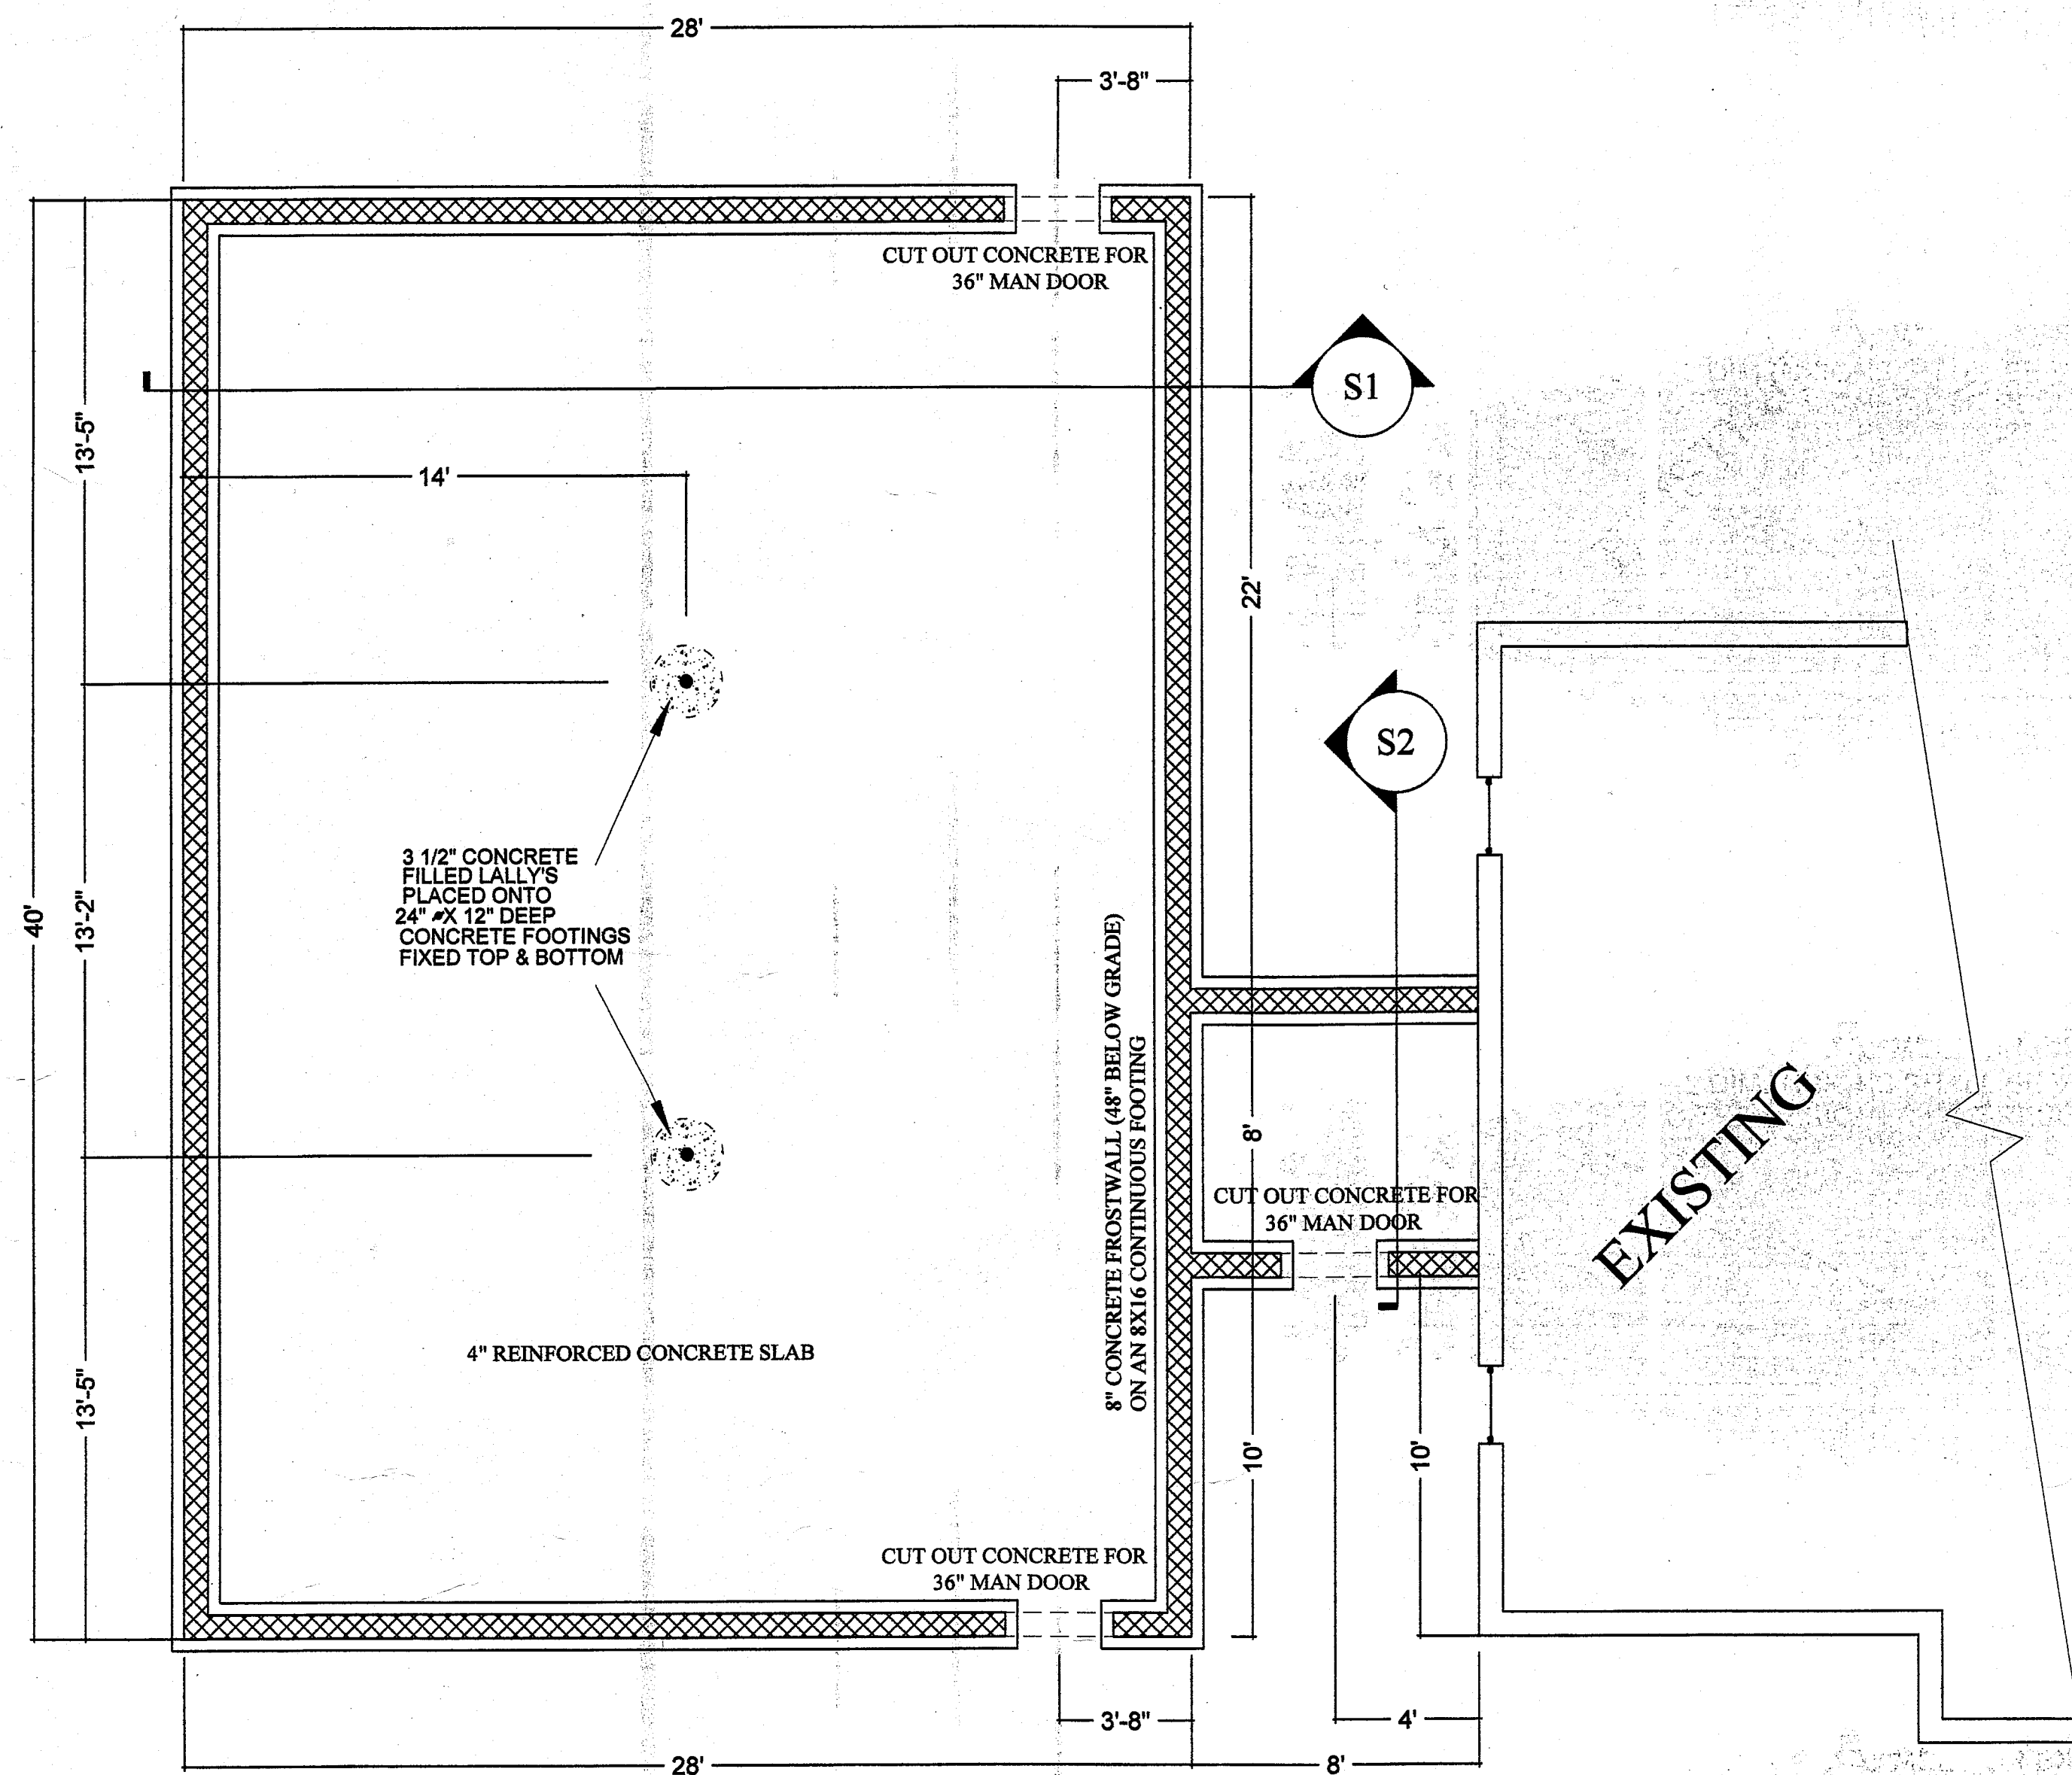 28'
3'-8"
CUT OUT CONCRETE FOR
36" MAN DOOR
S1
13'-5"
14'
22'
S2
3 1/2" CONCRETE
FILLED LALLY'S
PLACED ONTO
24" ø X 12" DEEP
CONCRETE FOOTINGS
FIXED TOP & BOTTOM
40'
13'-2"
8" CONCRETE FROSTWALL (48" BELOW GRADE)
ON AN 8X16 CONTINUOUS FOOTING
8'
EXISTING
CUT OUT CONCRETE FOR
36" MAN DOOR
4" REINFORCED CONCRETE SLAB
13'-5"
10'
10'
CUT OUT CONCRETE FOR
36" MAN DOOR
3'-8"
4'
28'
8'